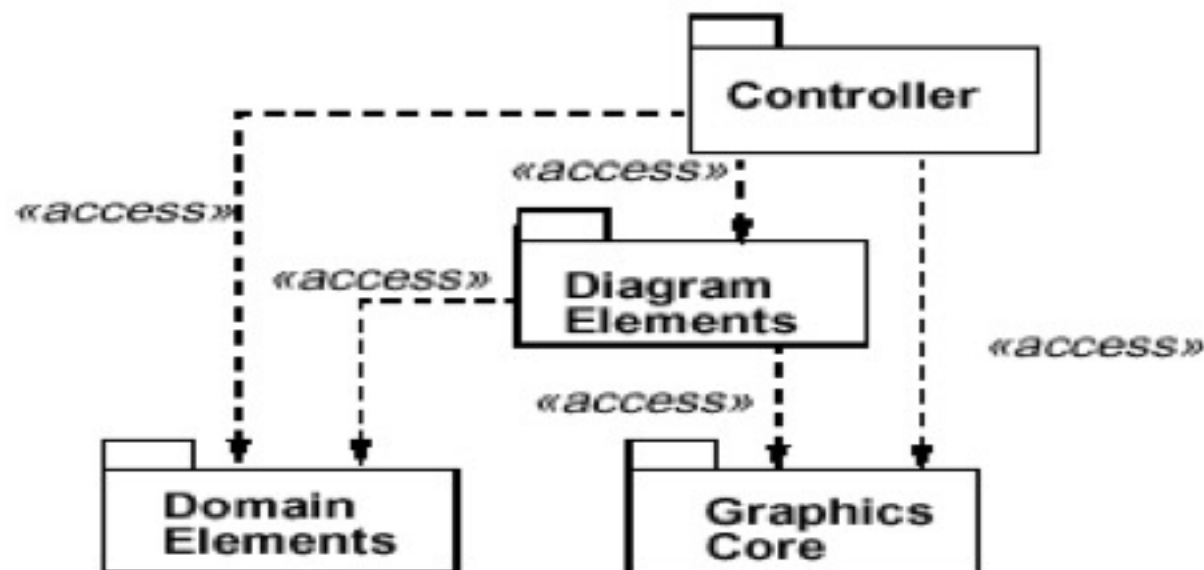 Controller
«access»
«access»
«access»
Diagram
Elements
«access»
«access»
Domain
Elements
Graphics
Core